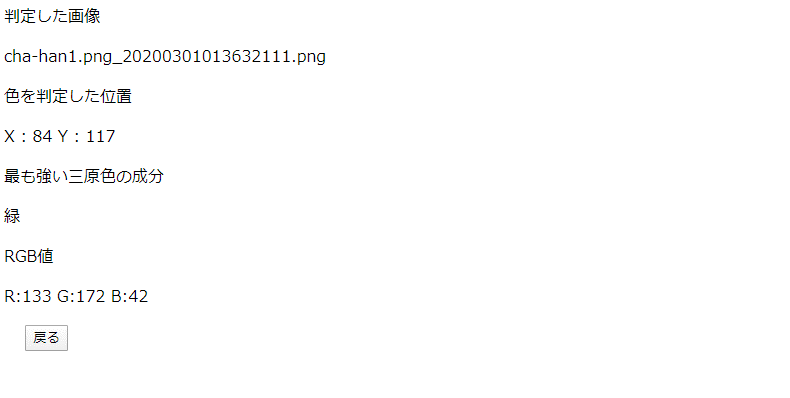 判定した画像
cha-han1.png_20200301013632111.png
色を判定した位置
X : 84 Y : 117
最も強い三原色の成分
緑
RGB値
R:133 G:172 B:42
戻る